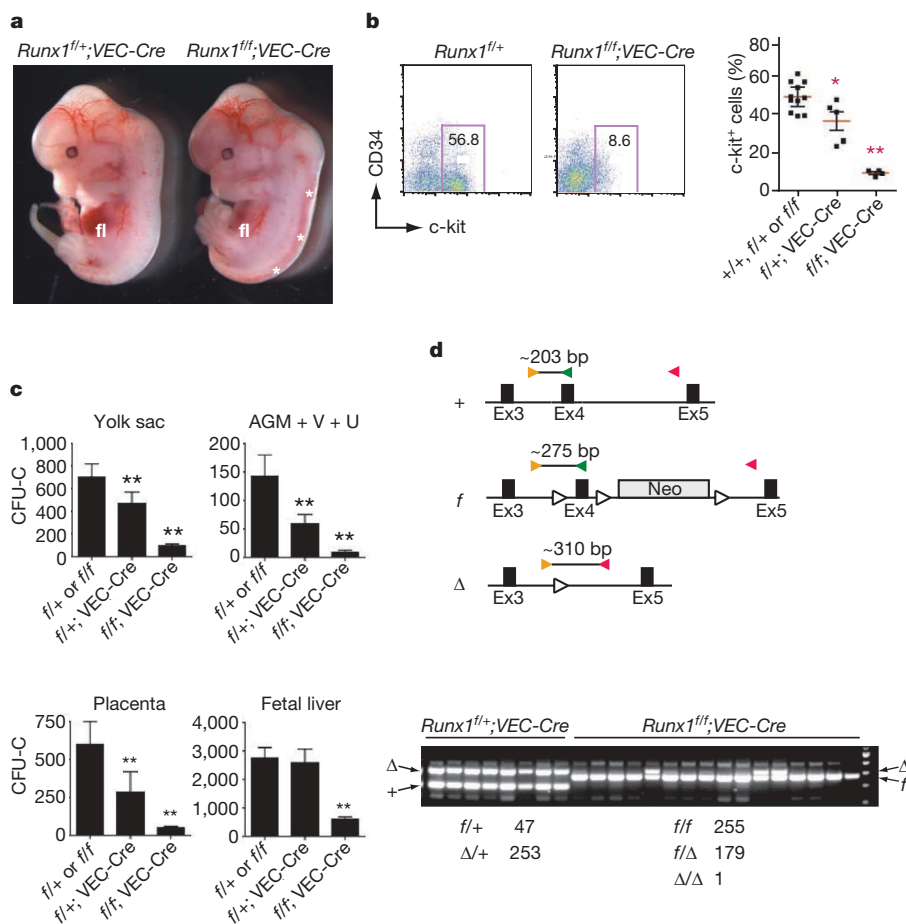 a
Runx1f/+;VEC-Cre Runx1f/f;VEC-Cre
fl fl
* * *
b
Runx1f/+ Runx1f/f;VEC-Cre
CD34
56.8 8.6
c-kit
c-kit+ cells (%)
60
40
20
0
*
**
+/+, f/+ or f/f
f/+; VEC-Cre
f/f; VEC-Cre
c
Yolk sac
CFU-C
1,000
800
600
400
200
0
**
**
f/+ or f/f
f/+; VEC-Cre
f/f; VEC-Cre
AGM + V + U
150
100
50
0
**
**
f/+ or f/f
f/+; VEC-Cre
f/f; VEC-Cre
Placenta
CFU-C
750
500
250
0
**
**
f/+ or f/f
f/+; VEC-Cre
f/f; VEC-Cre
Fetal liver
4,000
3,000
2,000
1,000
0
**
f/+ or f/f
f/+; VEC-Cre
f/f; VEC-Cre
d
~203 bp
+
Ex3 Ex4 Ex5
~275 bp
f
Neo
Ex3 Ex4 Ex5
~310 bp
Δ
Ex3 Ex5
Runx1f/+;VEC-Cre Runx1f/f;VEC-Cre
Δ Δ
+ f
f/+ 47 f/f 255
Δ/+ 253 f/Δ 179
Δ/Δ 1